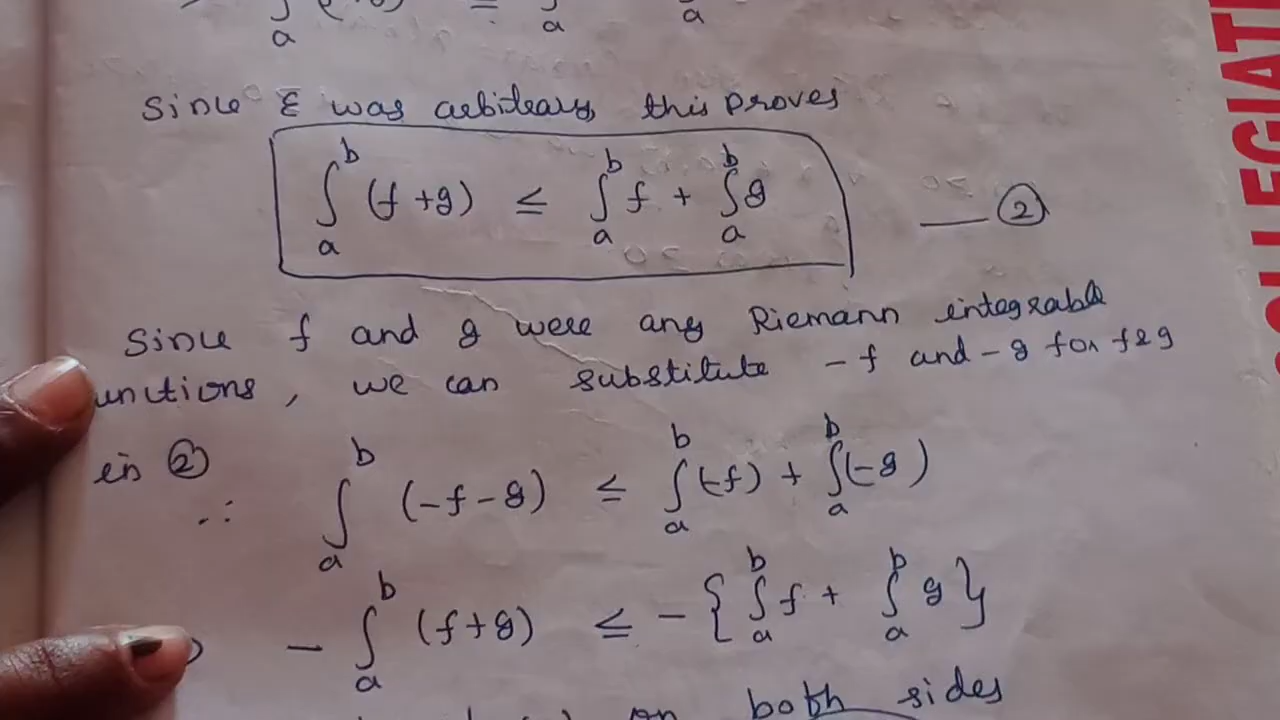 Since ε was arbitrary this proves
∫_a^b (f+g) ≤ ∫_a^b f + ∫_a^b g —— ②
Since f and g were any Riemann integrable
unctions, we can substitute -f and -g for f & g
in ②
∴ ∫_a^b (-f-g) ≤ ∫_a^b (-f) + ∫_a^b (-g)
- ∫_a^b (f+g) ≤ - { ∫_a^b f + ∫_a^b g }
on both sides